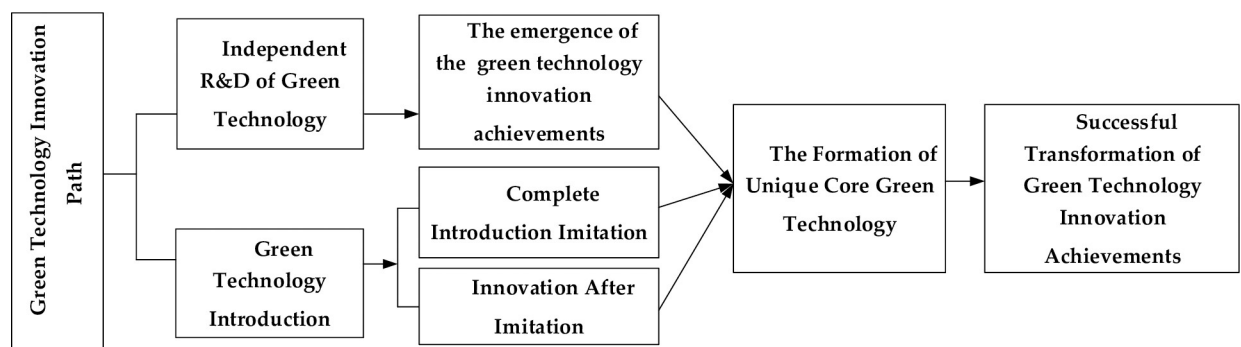 Green Technology Innovation
Path
Independent
R&D of Green
Technology
The emergence of
the green technology
innovation
achievements
Green
Technology
Introduction
Complete
Introduction Imitation
Innovation After
Imitation
The Formation of
Unique Core Green
Technology
Successful
Transformation of
Green Technology
Innovation
Achievements